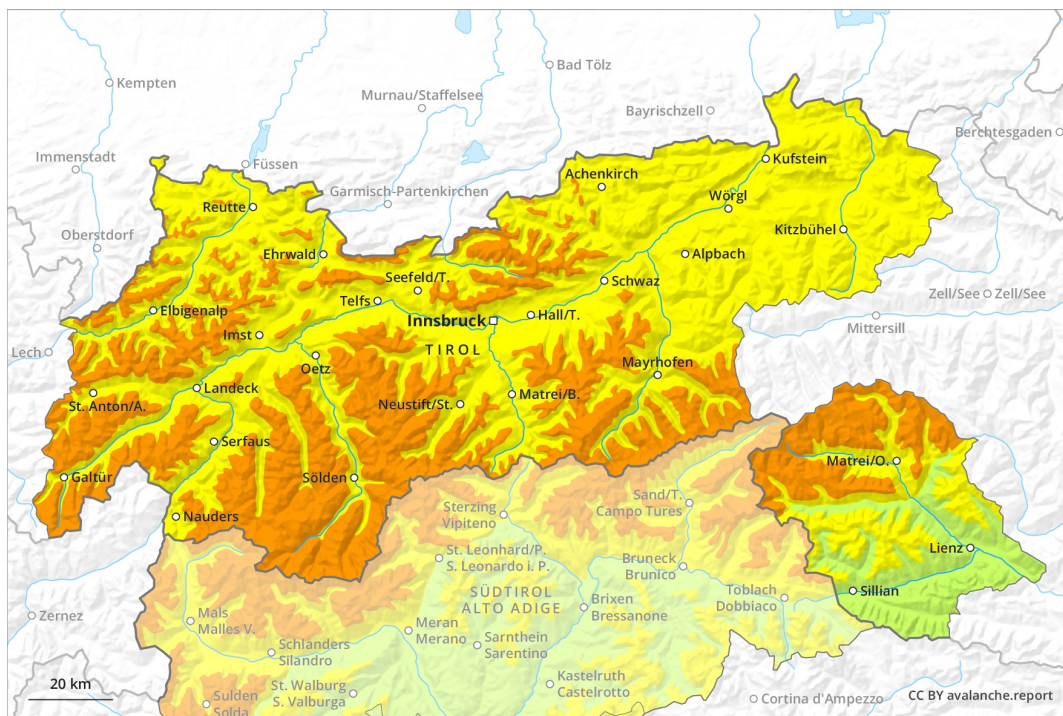 Kempten
Bad Tölz
Murnau/Staffelsee
Bayrischzell
Berchtesgaden
Immenstadt
Füssen
Kufstein
Achenkirch
Garmisch-Partenkirchen
Reutte
Wörgl
Oberstdorf
Kitzbühel
Ehrwald
Alpbach
Seefeld/T.
Schwaz
Zell/See
Zell/See
Telfs
Elbigenalp
Hall/T.
Innsbruck
Mittersill
Imst
Lech
TIROL
Mayrhofen
Oetz
Landeck
St. Anton/A.
Neustift/St.
Matrei/B.
Serfaus
Matrei/O.
Galtür
Sölden
Sand/T.
Campo Tures
Sterzing
Vipiteno
Nauders
Lienz
St. Leonhard/P.
S. Leonardo i. P.
Bruneck
Brunico
SÜDTIROL
ALTO ADIGE
Sillian
Toblach
Dobbiaco
Brixen
Bressanone
Zernez
Mals
Malles V.
Meran
Merano
Sarnthein
Sarentino
Schlanders
Silandro
Kastelruth
Castelrotto
20 km
St. Walburg
S. Valburga
Sulden
Solda
Cortina d'Ampezzo
CC BY avalanche.report